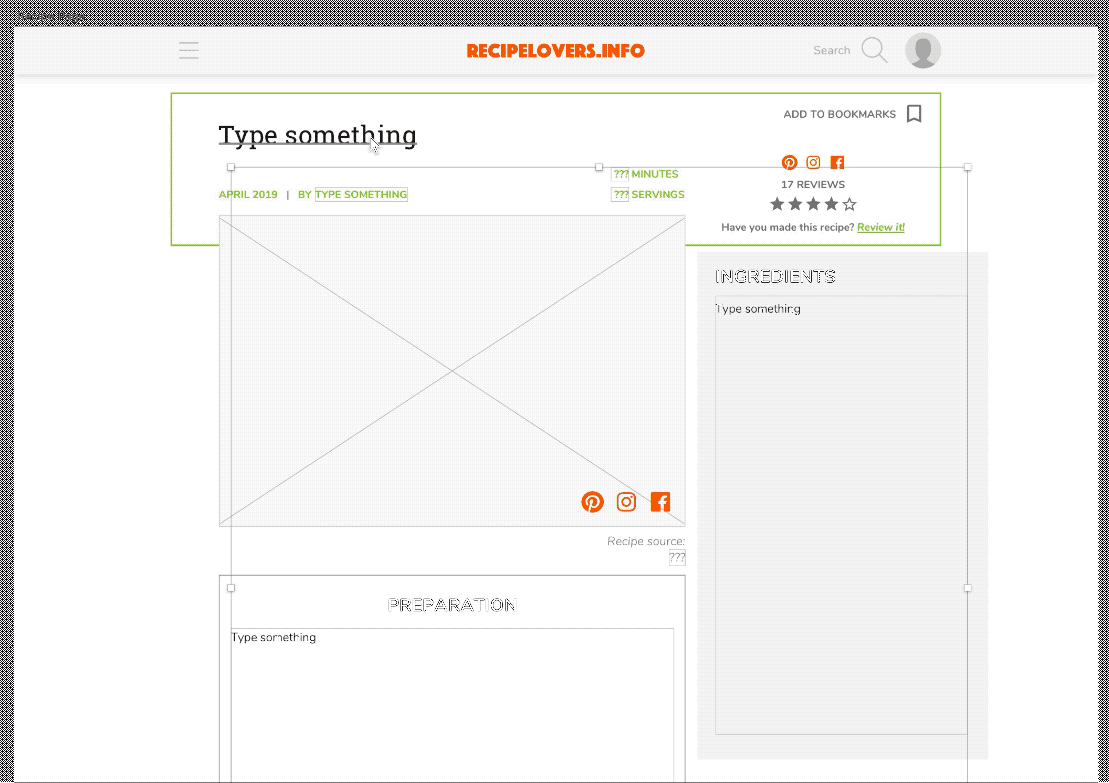 RECIPELOVERS.INFO
Search
ADD TO BOOKMARKS
Type something
??? MINUTES
17 REVIEWS
APRIL 2019 | BY TYPE SOMETHING
??? SERVINGS
Have you made this recipe? Review it!
INGREDIENTS
Type something
Recipe source:
???
PREPARATION
Type something